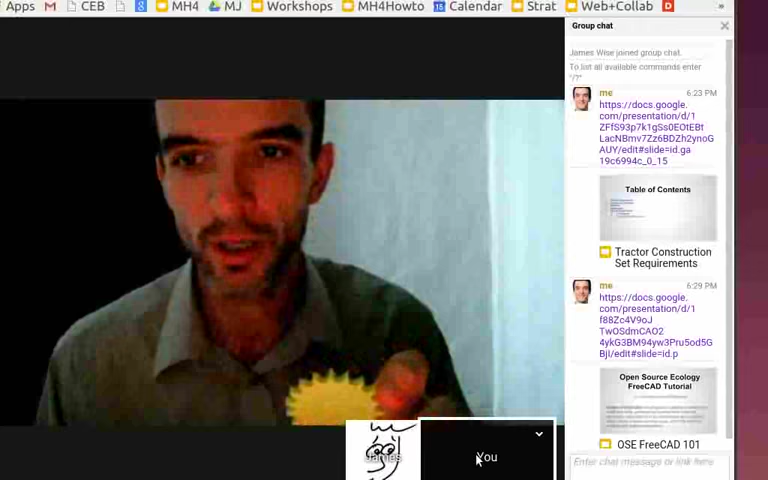 Apps CEB MH4 MJ Workshops MH4Howto Calendar Strat Web+Collab »
Group chat
James Wise joined group chat.
To list all available commands enter
"/?"
me 6:23 PM
https://docs.google.
com/presentation/d/1
ZFfS93p7k1gSs0EOtEBt
LacNBmv7Zz6BDZh2ynoG
AUY/edit#slide=id.ga
19c6994c_0_15
Table of Contents
Tractor Construction
Set Requirements
me 6:29 PM
https://docs.google.
com/presentation/d/1
f88Zc4V9oJ
TwOSdmCAO2
4ykG3BM94yw3Pru5od5G
BjI/edit#slide=id.p
Open Source Ecology
FreeCAD Tutorial
OSE FreeCAD 101
Enter chat message or link here
James
You